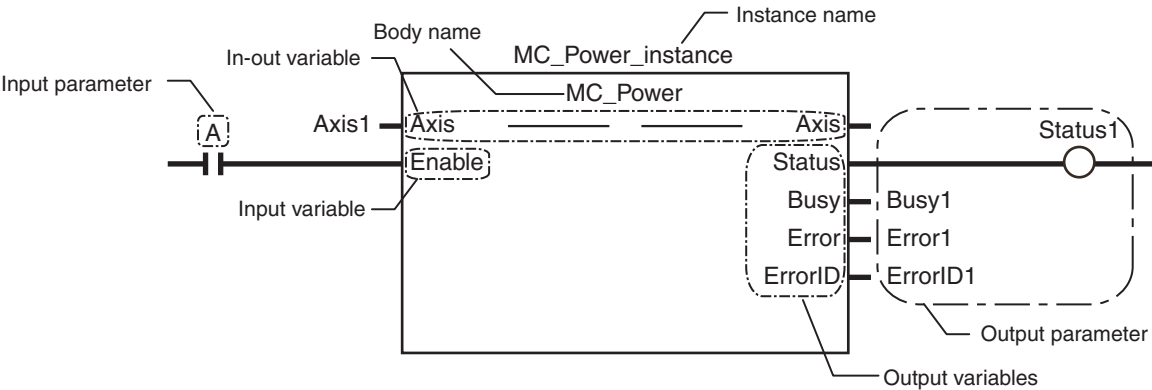 Instance name
Body name
MC_Power_instance
In-out variable
Input parameter
MC_Power
A
Axis1
Axis
Axis
Status1
Enable
Status
Input variable
Busy
Busy1
Error
Error1
ErrorID
ErrorID1
Output parameter
Output variables